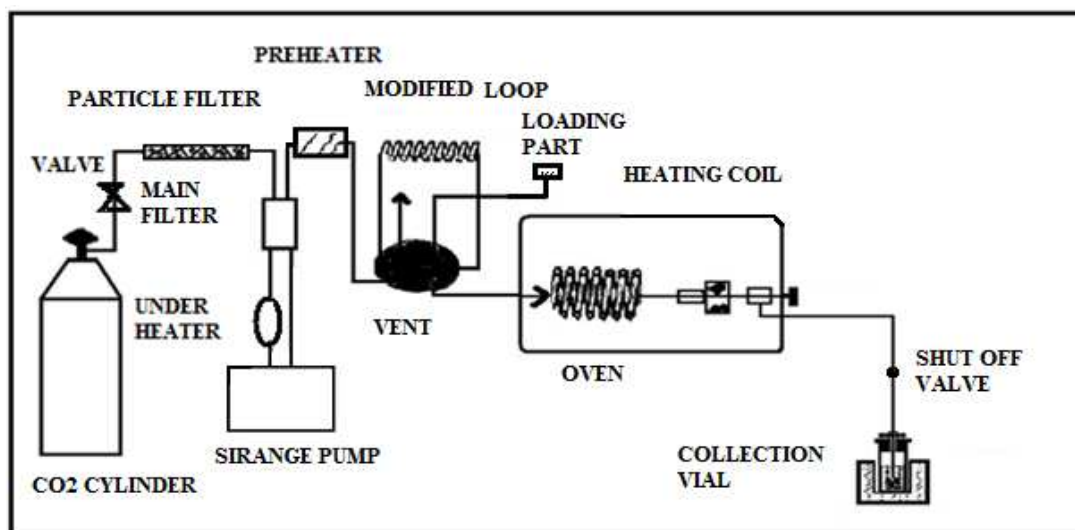 PREHEATER
PARTICLE FILTER
MODIFIED LOOP
LOADING
PART
VALVE
MAIN
FILTER
HEATING COIL
UNDER
HEATER
VENT
OVEN
SHUT OFF
VALVE
SIRANGE PUMP
COLLECTION
VIAL
CO2 CYLINDER